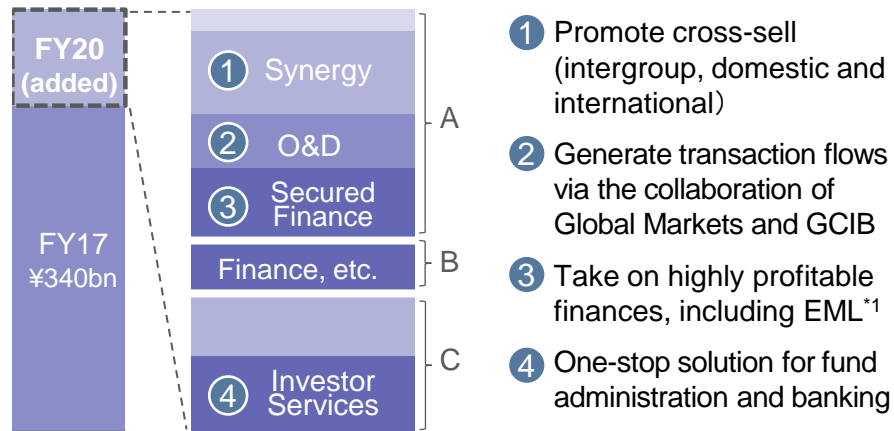 FY20
(added)
FY17
¥340bn
1 Synergy
2 O&D
3 Secured
Finance
Finance, etc.
4 Investor
Services
A
B
C
1 Promote cross-sell
(intergroup, domestic and
international）
2 Generate transaction flows
via the collaboration of
Global Markets and GCIB
3 Take on highly profitable
finances, including EML*1
4 One-stop solution for fund
administration and banking